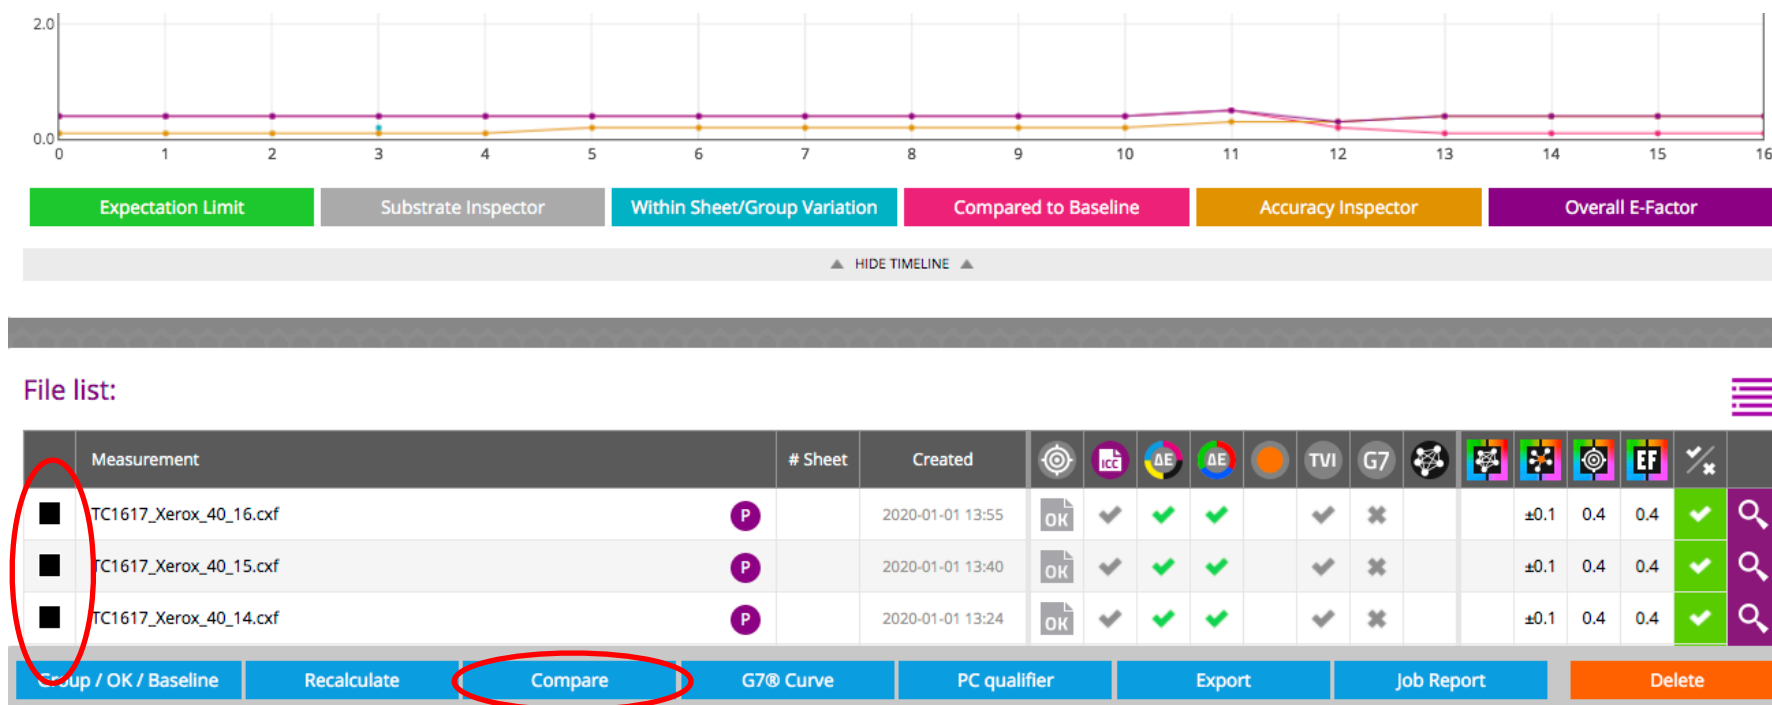 2.0
0.0
0 1 2 3 4 5 6 7 8 9 10 11 12 13 14 15 16
Expectation Limit Substrate Inspector Within Sheet/Group Variation Compared to Baseline Accuracy Inspector Overall E-Factor
HIDE TIMELINE
File list:
Measurement # Sheet Created ICC ΔE ΔE TVI G7 EF
TC1617_Xerox_40_16.cxf P 2020-01-01 13:55 OK ±0.1 0.4 0.4
TC1617_Xerox_40_15.cxf P 2020-01-01 13:40 OK ±0.1 0.4 0.4
TC1617_Xerox_40_14.cxf P 2020-01-01 13:24 OK ±0.1 0.4 0.4
Group / OK / Baseline Recalculate Compare G7® Curve PC qualifier Export Job Report Delete